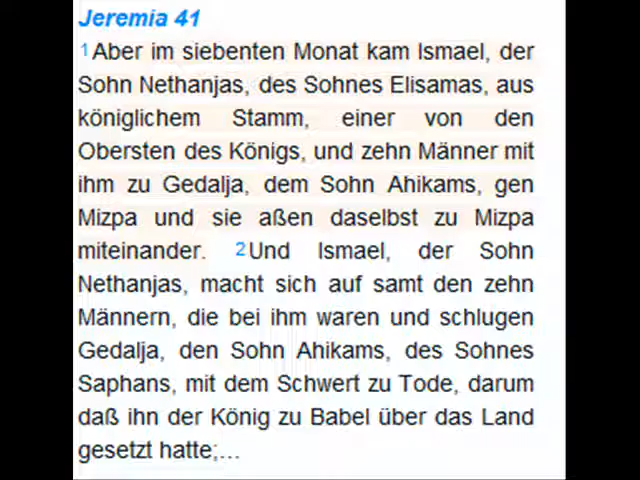 Jeremia 41
1 Aber im siebenten Monat kam Ismael, der
Sohn Nethanjas, des Sohnes Elisamas, aus
königlichem Stamm, einer von den
Obersten des Königs, und zehn Männer mit
ihm zu Gedalja, dem Sohn Ahikams, gen
Mizpa und sie aßen daselbst zu Mizpa
miteinander. 2 Und Ismael, der Sohn
Nethanjas, macht sich auf samt den zehn
Männern, die bei ihm waren und schlugen
Gedalja, den Sohn Ahikams, des Sohnes
Saphans, mit dem Schwert zu Tode, darum
daß ihn der König zu Babel über das Land
gesetzt hatte;...